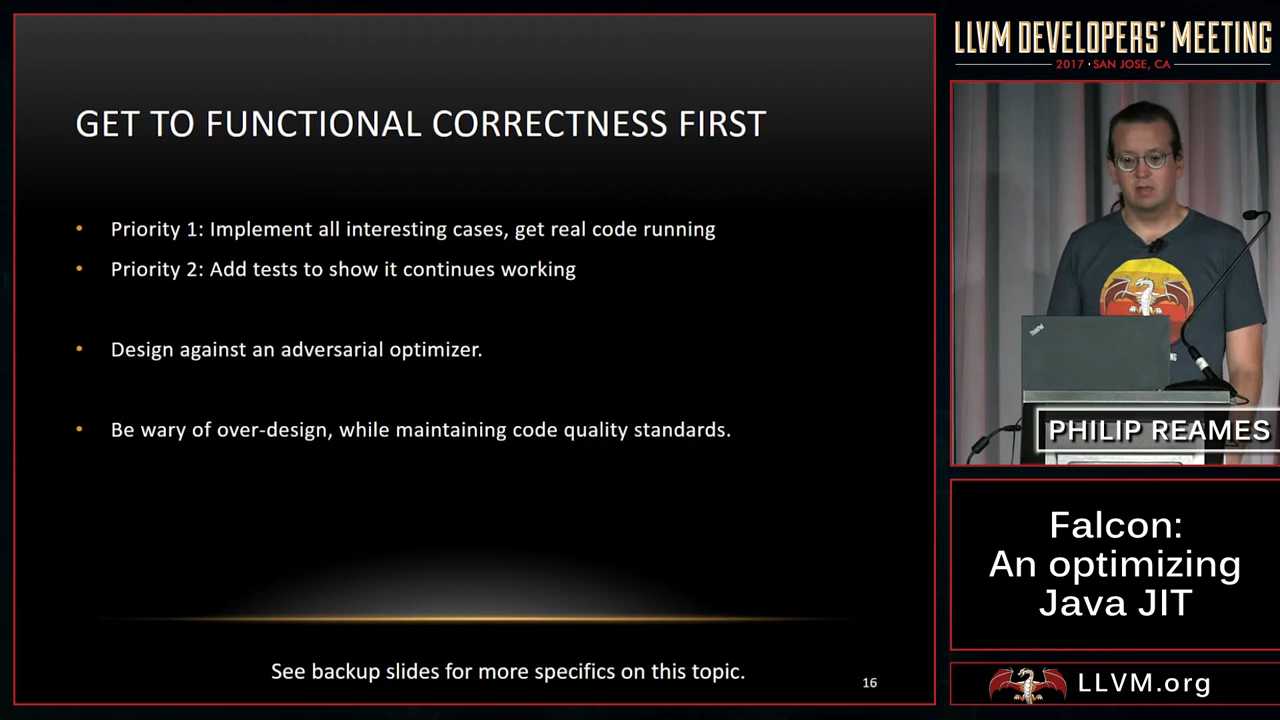 GET TO FUNCTIONAL CORRECTNESS FIRST
• Priority 1: Implement all interesting cases, get real code running
• Priority 2: Add tests to show it continues working
• Design against an adversarial optimizer.
• Be wary of over-design, while maintaining code quality standards.
See backup slides for more specifics on this topic.
16
LLVM DEVELOPERS' MEETING
2017 · SAN JOSE, CA
ThinkPad
PHILIP REAMES
Falcon:
An optimizing
Java JIT
LLVM.org